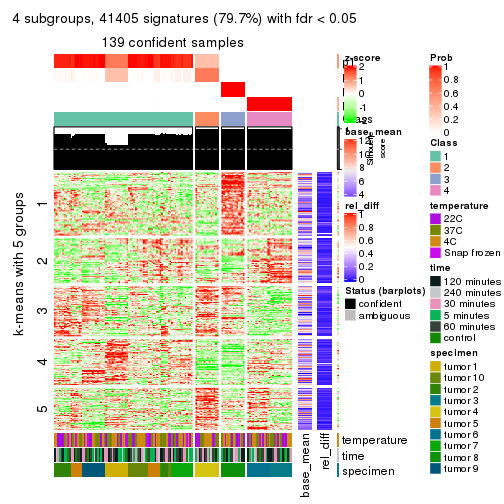 4 subgroups, 41405 signatures (79.7%) with fdr < 0.05
139 confident samples
k-means with 5 groups
1
2
3
4
5
base_mean
rel_diff
temperature
time
specimen
z-score
2
1
0
-1
-2
base_mean
Silhouette
score
rel_diff
1
0.8
0.6
0.4
0.2
0
Status (barplots)
confident
ambiguous
Prob
1
0.8
0.6
0.4
0.2
0
Class
1
2
3
4
temperature
22C
37C
4C
Snap frozen
time
120 minutes
240 minutes
30 minutes
5 minutes
60 minutes
control
specimen
tumor 1
tumor 10
tumor 2
tumor 3
tumor 4
tumor 5
tumor 6
tumor 7
tumor 8
tumor 9